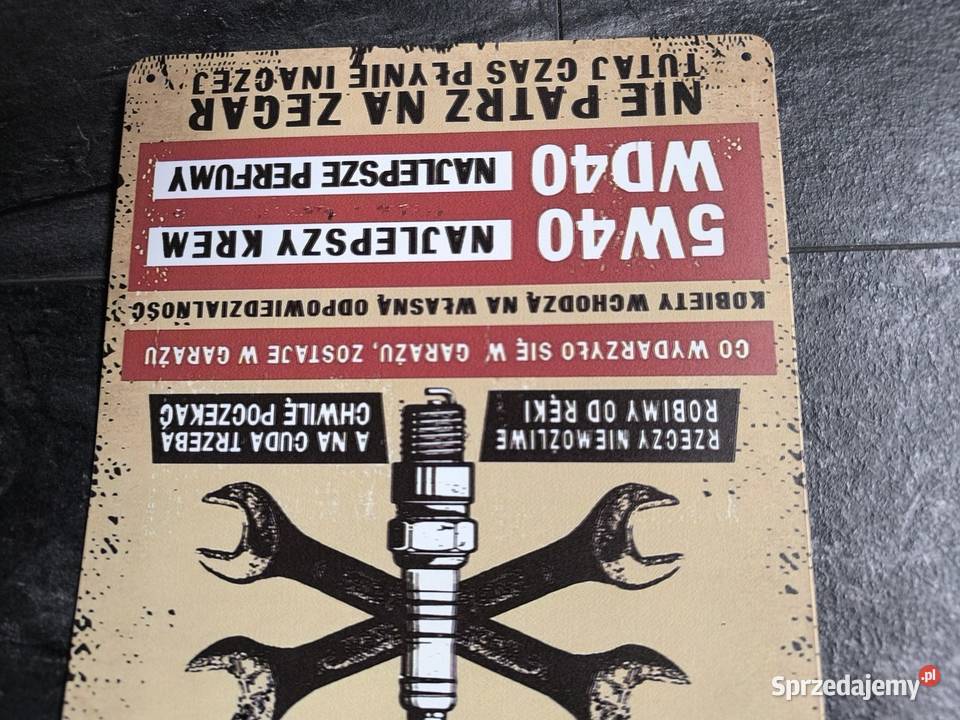 RZECZY NIEMOŻLIWE
ROBIMY OD RĘKI
A NA CUDA TRZEBA
CHWILĘ POCZEKAĆ
CO WYDARZYŁO SIĘ W GARAŻU, ZOSTAJE W GARAŻU
KOBIETY WCHODZĄ NA WŁASNĄ ODPOWIEDZIALNOŚĆ
5W40 NAJLEPSZY KREM
WD40 NAJLEPSZE PERFUMY
NIE PATRZ NA ZEGAR
TUTAJ CZAS PŁYNIE INACZEJ
Sprzedajemy.pl